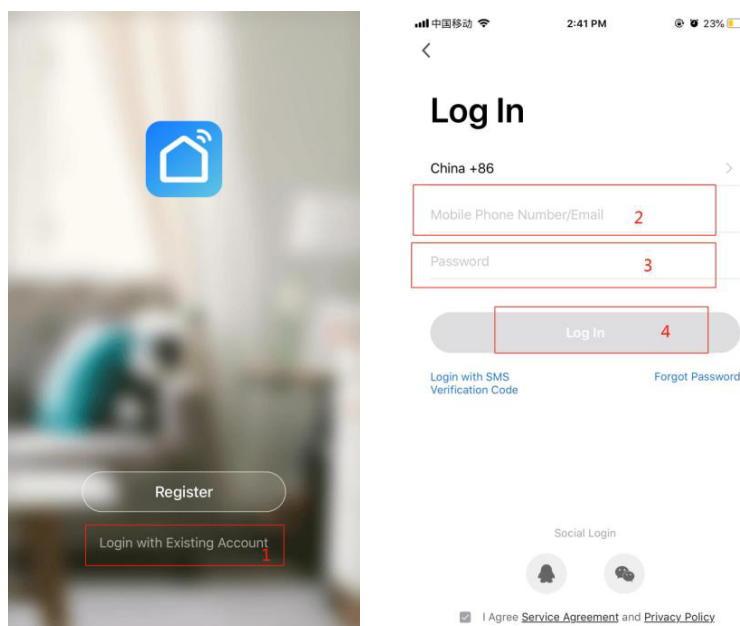 Register
Login with Existing Account
1
中国移动 2:41 PM 23%
Log In
China +86
Mobile Phone Number/Email 2
Password 3
Log In 4
Login with SMS Verification Code
Forgot Password
Social Login
I Agree Service Agreement and Privacy Policy